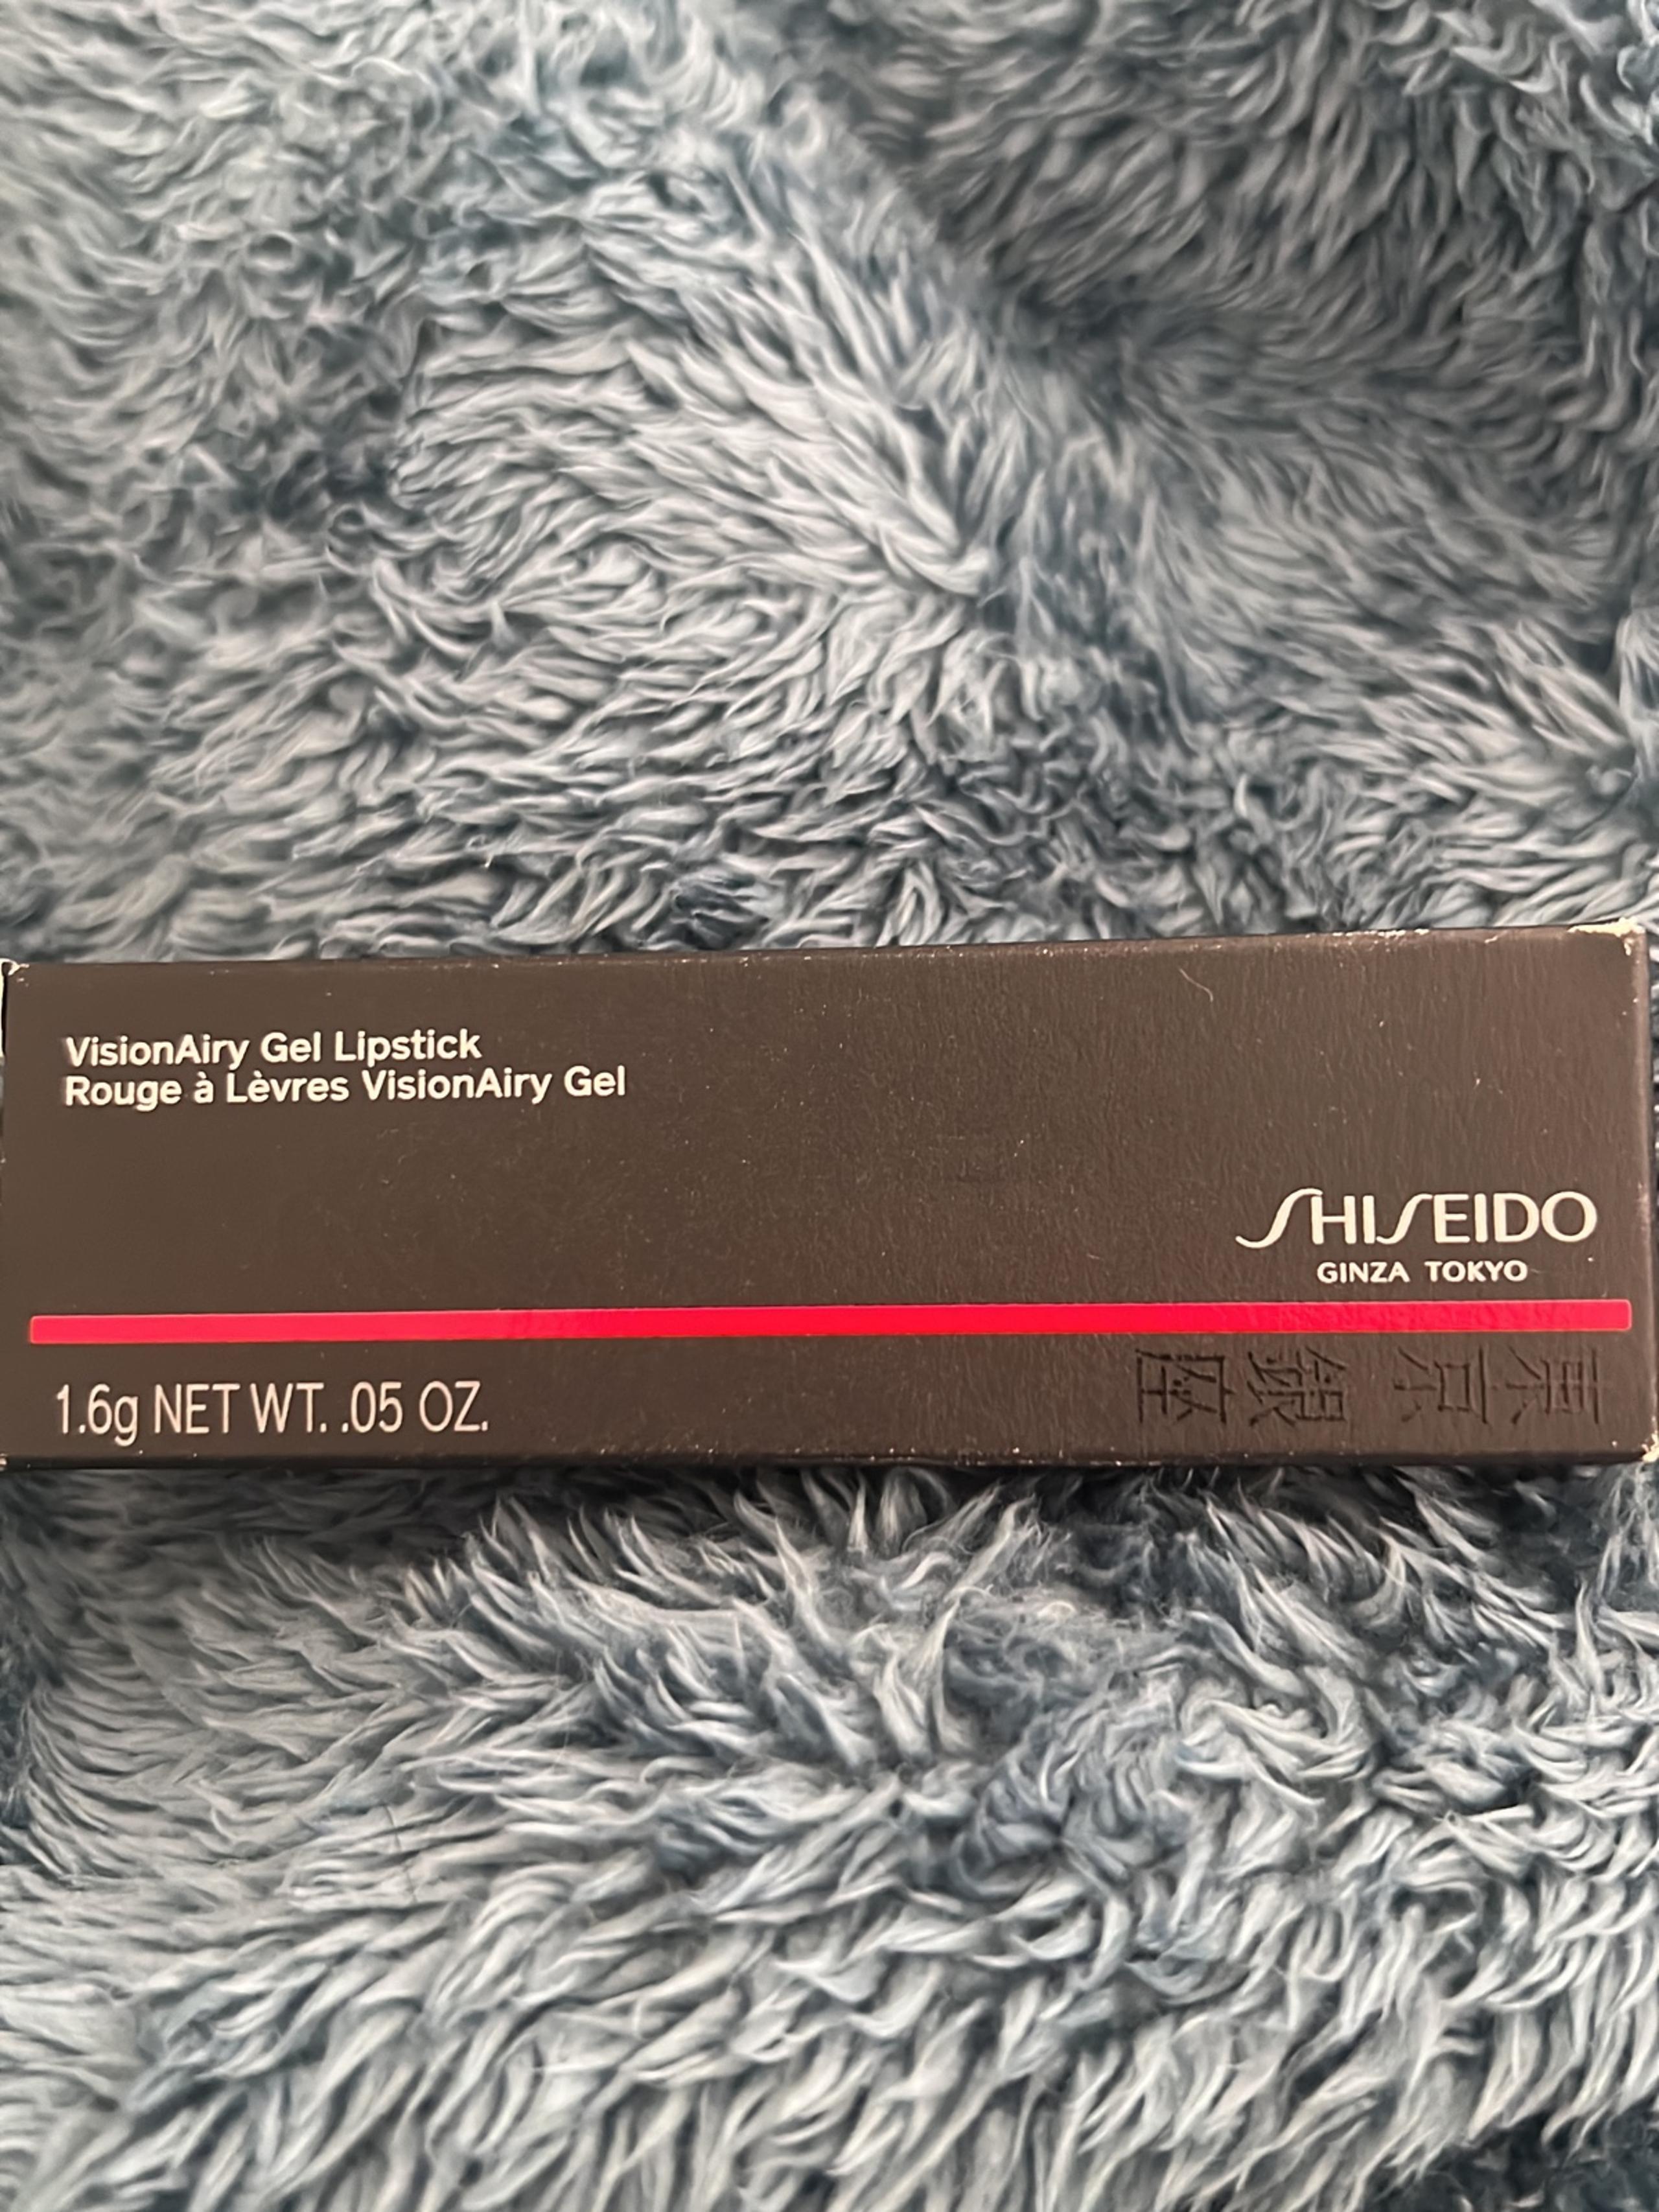 VisionAiry Gel Lipstick
Rouge à Lèvres VisionAiry Gel
SHISEIDO
GINZA TOKYO
1.6g NET WT. .05 OZ.
東京銀座